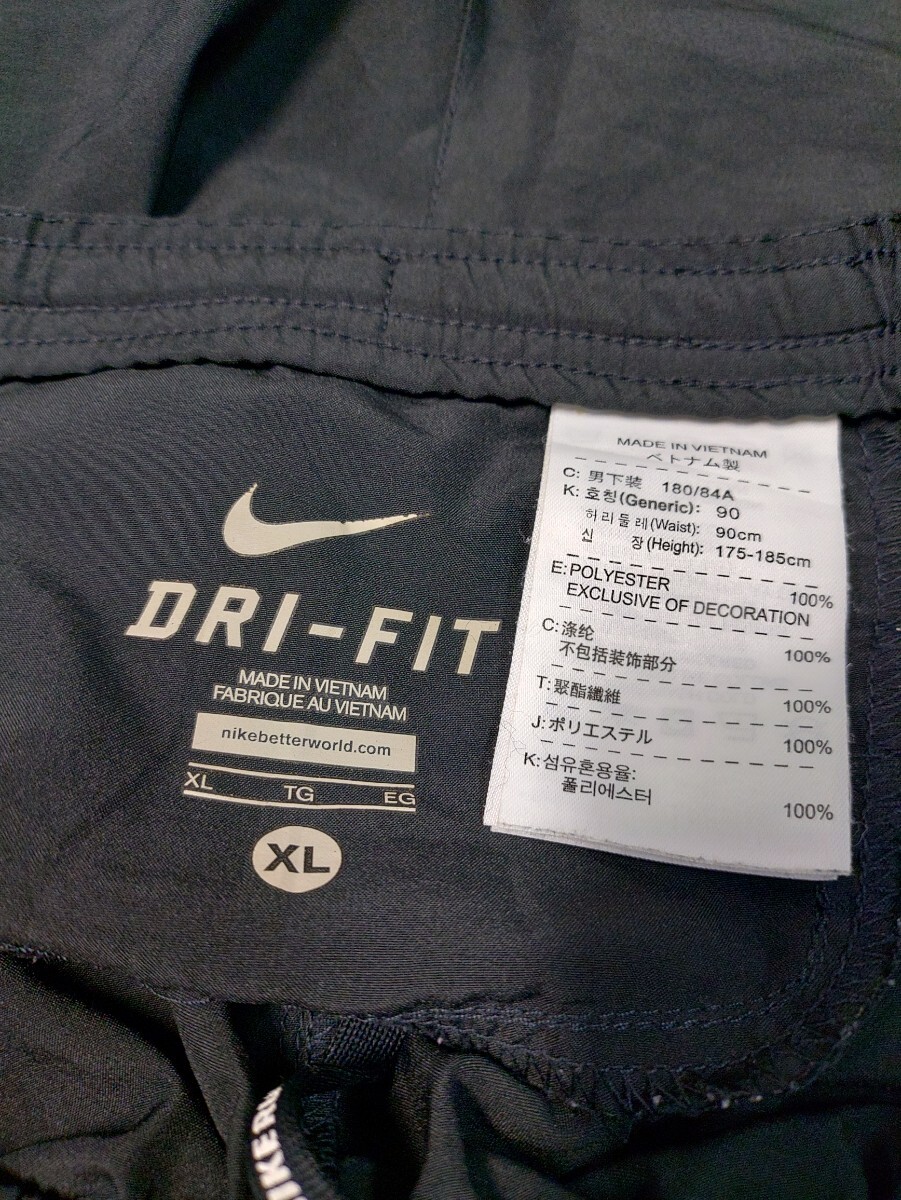 DRI-FIT
MADE IN VIETNAM
FABRIQUE AU VIETNAM
nikebetterworld.com
XL TG EG
XL
MADE IN VIETNAM
ベトナム製
C: 男下装 180/84A
K: 호칭(Generic): 90
허리둘레(Waist): 90cm
신 장(Height): 175-185cm
E:POLYESTER 100%
EXCLUSIVE OF DECORATION
C:涤纶 100%
不包括装饰部分
T:聚酯纖維 100%
J:ポリエステル 100%
K:섬유혼용율:
폴리에스터 100%